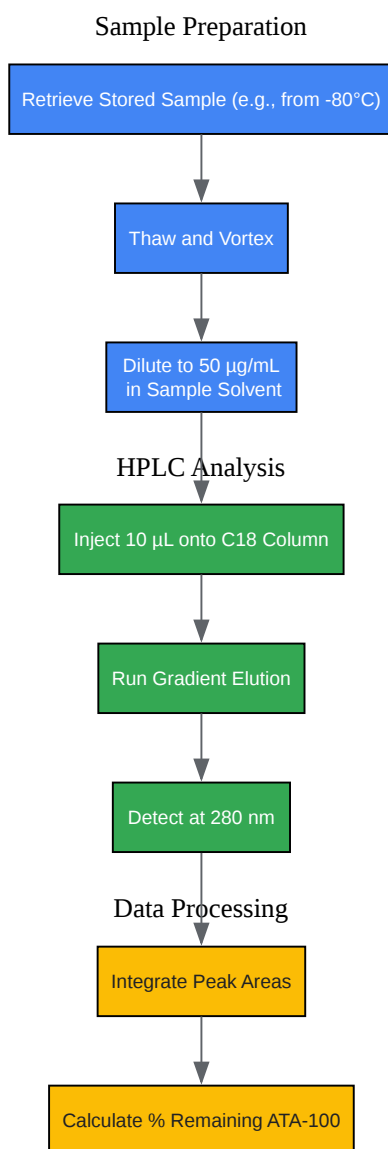 Sample Preparation
Retrieve Stored Sample (e.g., from -80°C)
Thaw and Vortex
Dilute to 50 µg/mL
in Sample Solvent
HPLC Analysis
Inject 10 µL onto C18 Column
Run Gradient Elution
Detect at 280 nm
Data Processing
Integrate Peak Areas
Calculate % Remaining ATA-100